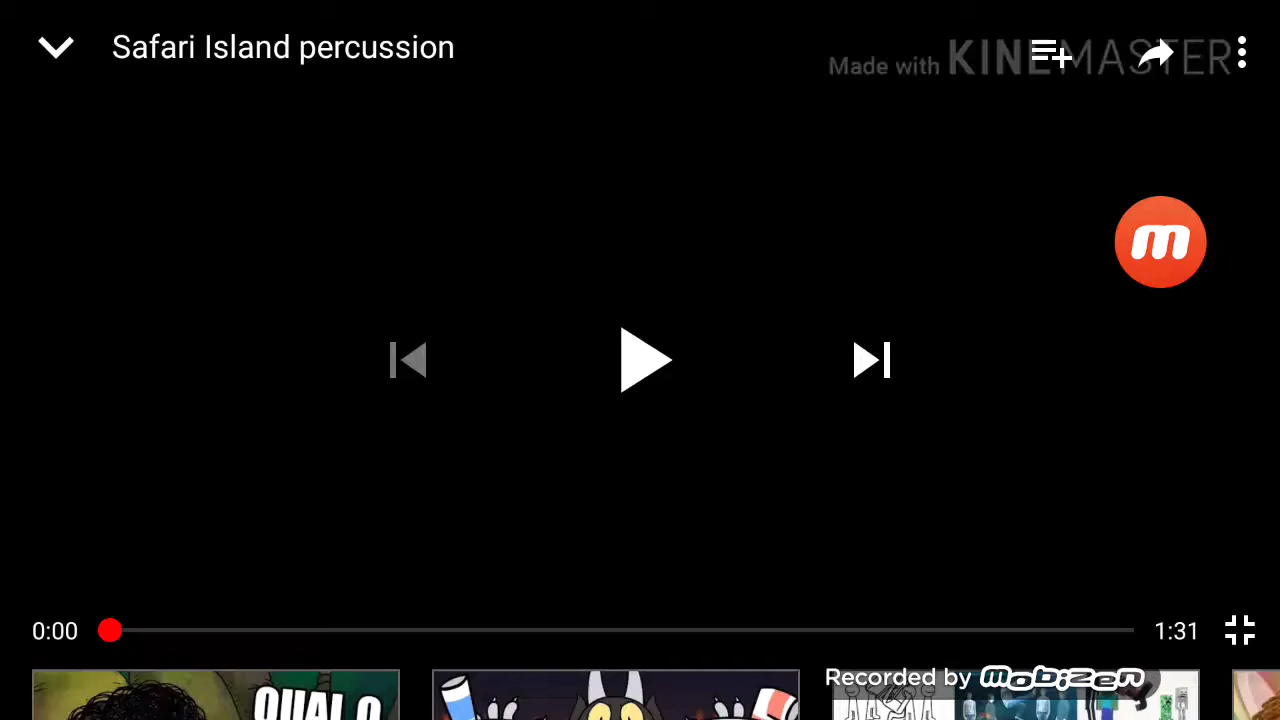 Safari Island percussion
Made with KINEMASTER
m
0:00
1:31
Recorded by mobizen
QUAL O